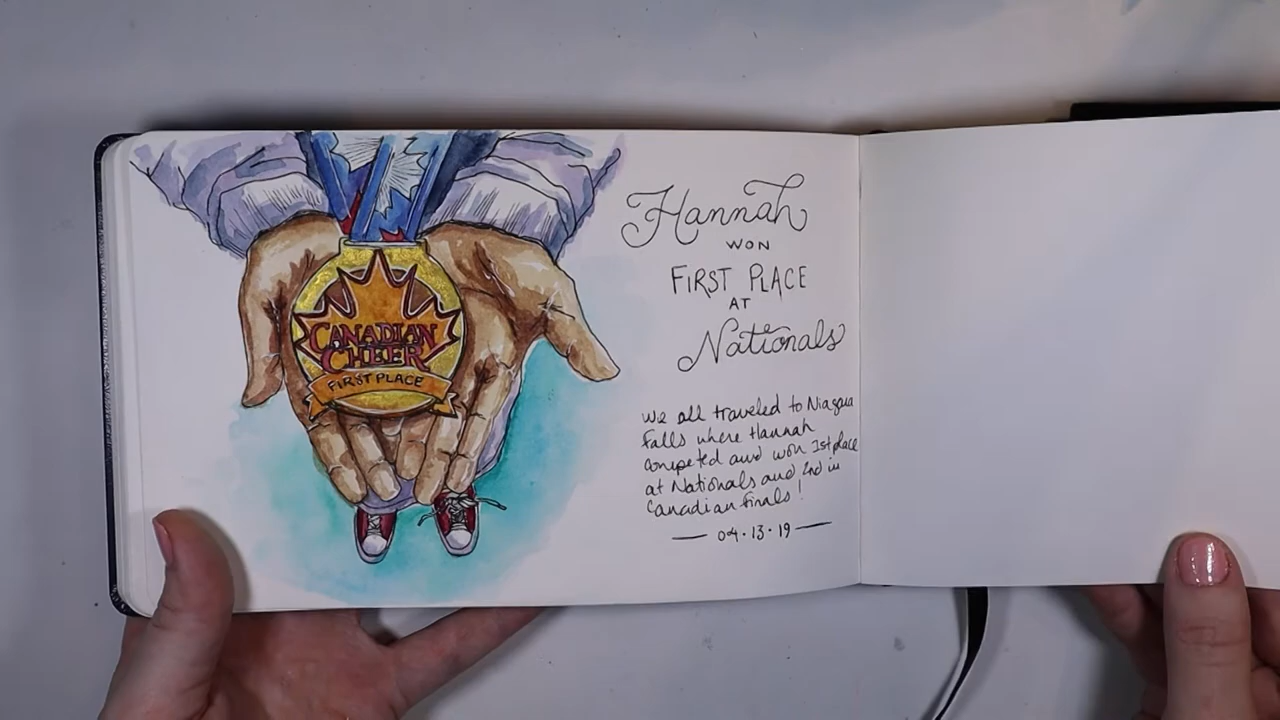 CANADIAN
CHEER
FIRST PLACE
Hannah
WON
FIRST PLACE
AT
Nationals
we all traveled to Niagara
Falls where Hannah
competed and won 1st place
at Nationals and 2nd in
Canadian Finals!
— 04·13·19 —